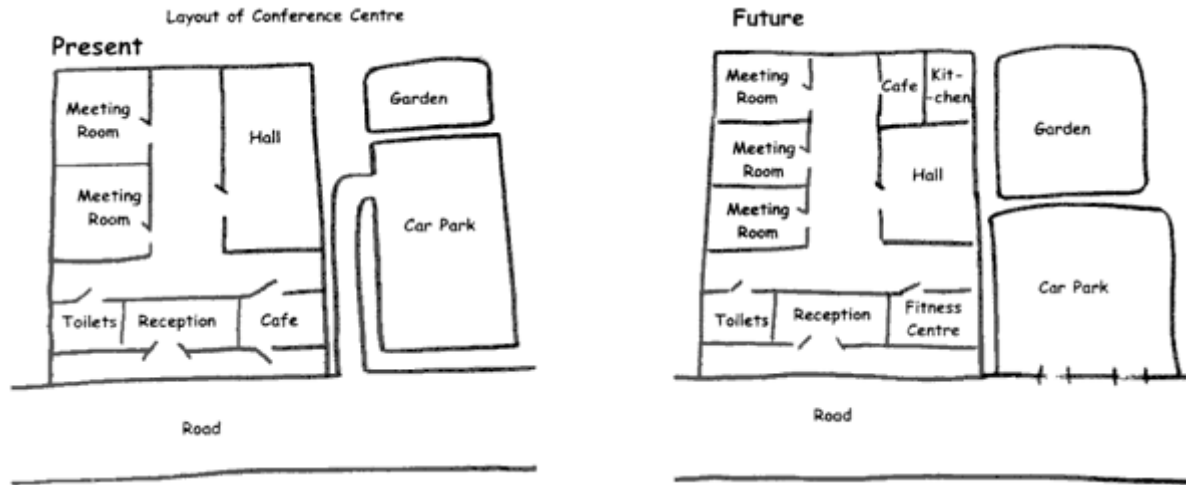 Layout of Conference Centre
Present
Meeting
Room
Meeting
Room
Hall
Garden
Car Park
Toilets
Reception
Cafe
Road
Future
Meeting
Room
Meeting
Room
Meeting
Room
Cafe
Kit-
-chen
Hall
Garden
Car Park
Toilets
Reception
Fitness
Centre
Road